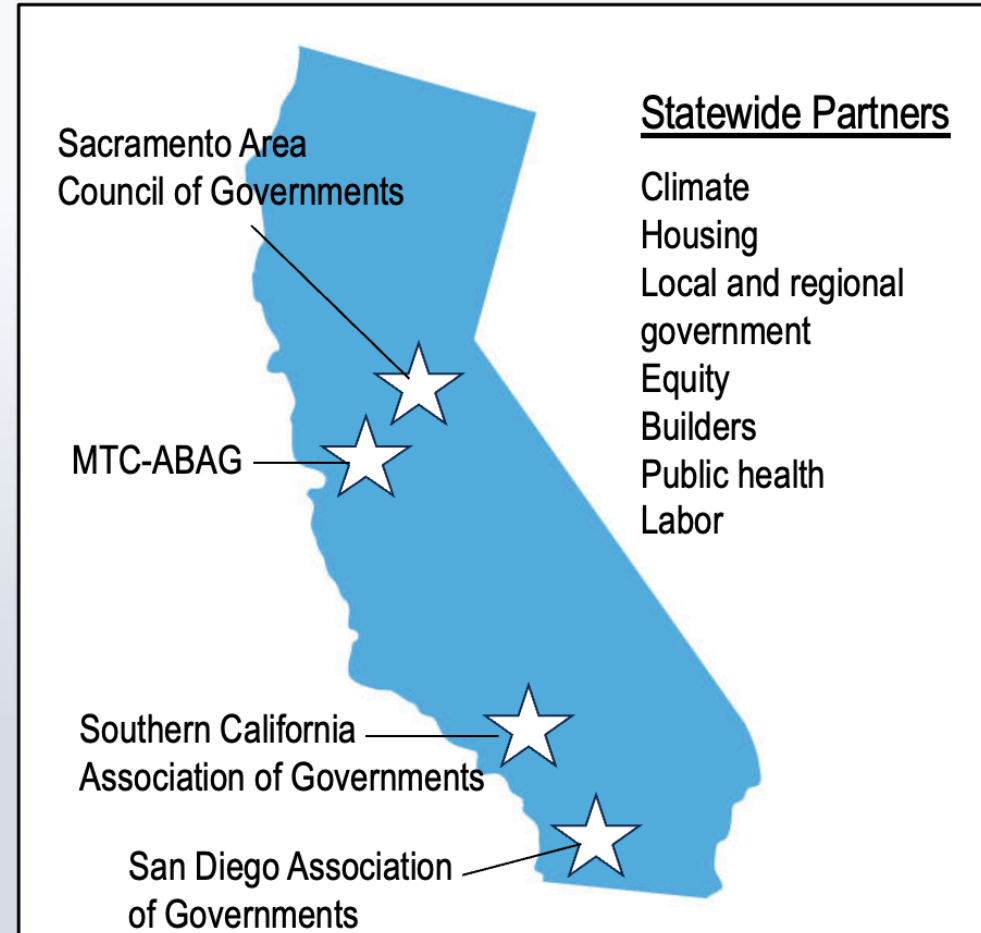 Sacramento Area
Council of Governments
MTC-ABAG
Southern California
Association of Governments
San Diego Association
of Governments
Statewide Partners
Climate
Housing
Local and regional
government
Equity
Builders
Public health
Labor